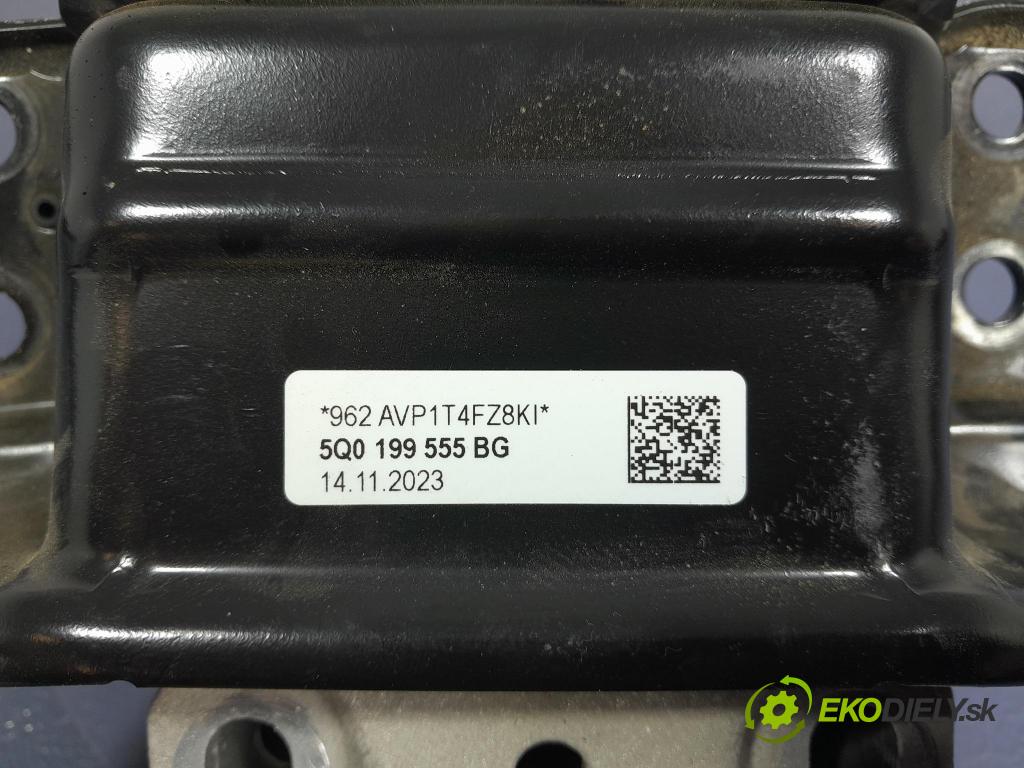 *962 AVP1T4FZ8KI*
5Q0 199 555 BG
14.11.2023
EKODIELY.sk